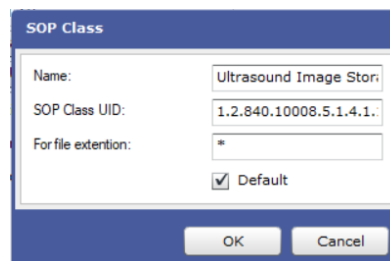 SOP Class
Name: Ultrasound Image Stor
SOP Class UID: 1.2.840.10008.5.1.4.1.
For file extention: *
Default
OK Cancel